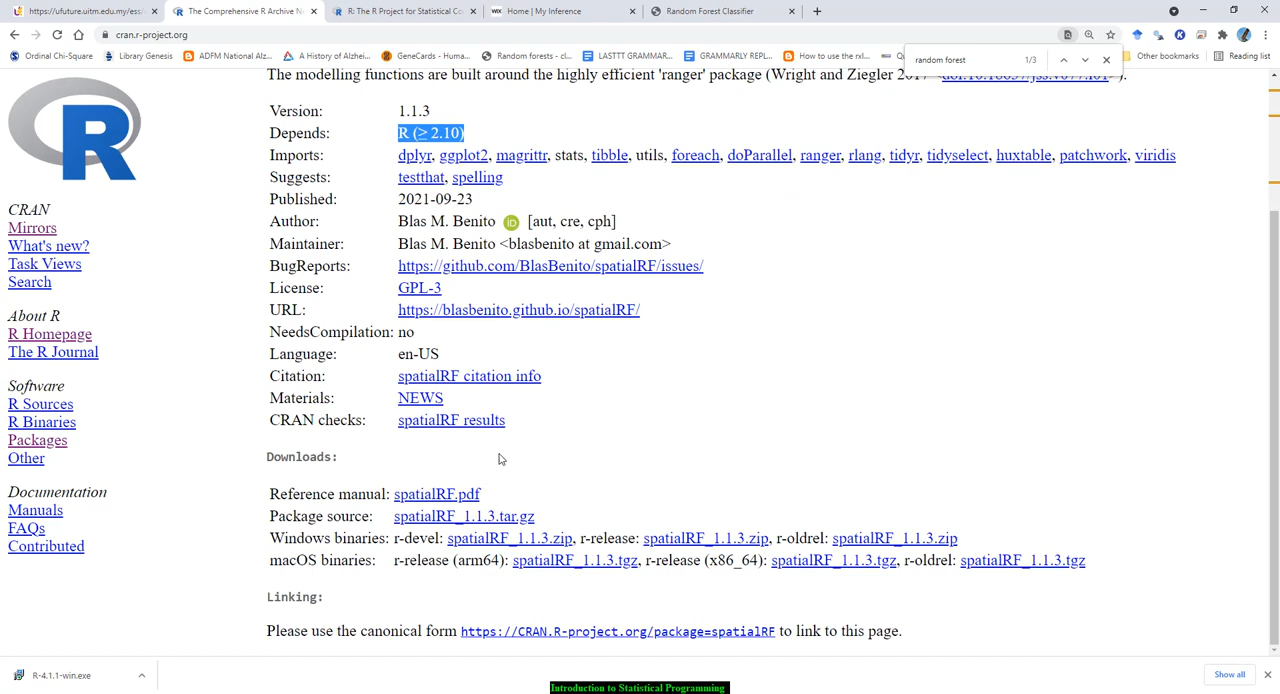 https://ufuture.uitm.edu.my/ess/
The Comprehensive R Archive Ne
R: The R Project for Statistical Co
Home | My Inference
Random Forest Classifier
cran.r-project.org
Ordinal Chi-Square
Library Genesis
ADFM National Alz...
A History of Alzhei...
GeneCards - Huma...
Random forests - cl...
LASTTT GRAMMAR...
GRAMMARLY REPL...
How to use the rxl...
Other bookmarks
Reading list
random forest
1/3
The modelling functions are built around the highly efficient 'ranger' package (Wright and Ziegler 2017
Version: 1.1.3
Depends: R (≥ 2.10)
Imports: dplyr, ggplot2, magrittr, stats, tibble, utils, foreach, doParallel, ranger, rlang, tidyr, tidyselect, huxtable, patchwork, viridis
Suggests: testthat, spelling
Published: 2021-09-23
Author: Blas M. Benito iD [aut, cre, cph]
Maintainer: Blas M. Benito <blasbenito at gmail.com>
BugReports: https://github.com/BlasBenito/spatialRF/issues/
License: GPL-3
URL: https://blasbenito.github.io/spatialRF/
NeedsCompilation: no
Language: en-US
Citation: spatialRF citation info
Materials: NEWS
CRAN checks: spatialRF results
Downloads:
Reference manual: spatialRF.pdf
Package source: spatialRF_1.1.3.tar.gz
Windows binaries: r-devel: spatialRF_1.1.3.zip, r-release: spatialRF_1.1.3.zip, r-oldrel: spatialRF_1.1.3.zip
macOS binaries: r-release (arm64): spatialRF_1.1.3.tgz, r-release (x86_64): spatialRF_1.1.3.tgz, r-oldrel: spatialRF_1.1.3.tgz
Linking:
Please use the canonical form https://CRAN.R-project.org/package=spatialRF to link to this page.
R
CRAN
Mirrors
What's new?
Task Views
Search
About R
R Homepage
The R Journal
Software
R Sources
R Binaries
Packages
Other
Documentation
Manuals
FAQs
Contributed
R-4.1.1-win.exe
Show all
Introduction to Statistical Programming